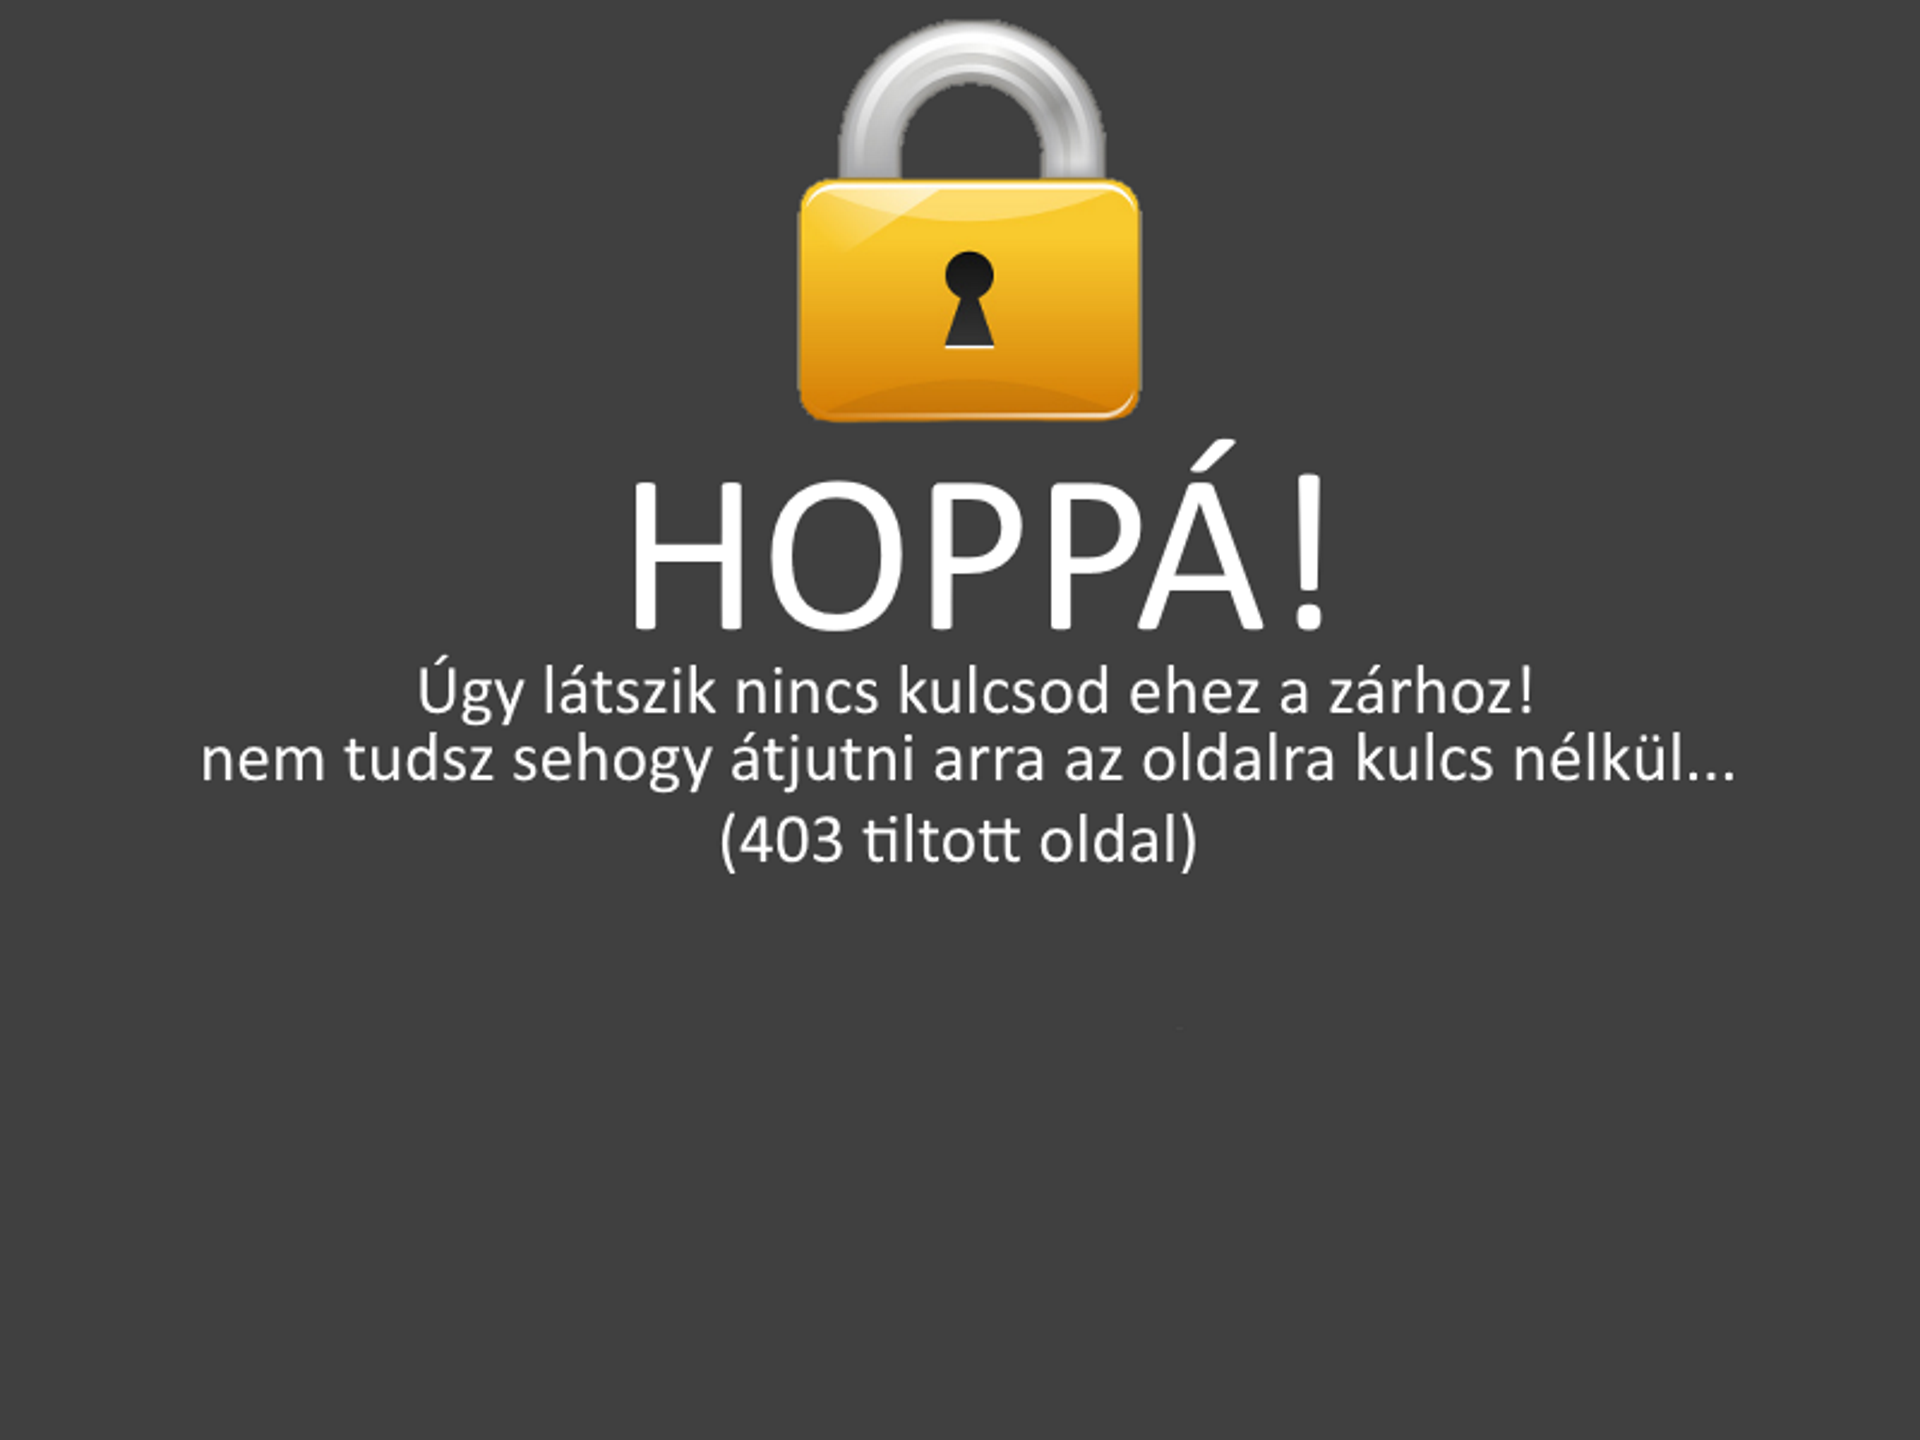 HOPPÁ!
Úgy látszik nincs kulcsod ehez a zárhoz!
nem tudsz sehogy átjutni arra az oldalra kulcs nélkül...
(403 tiltott oldal)